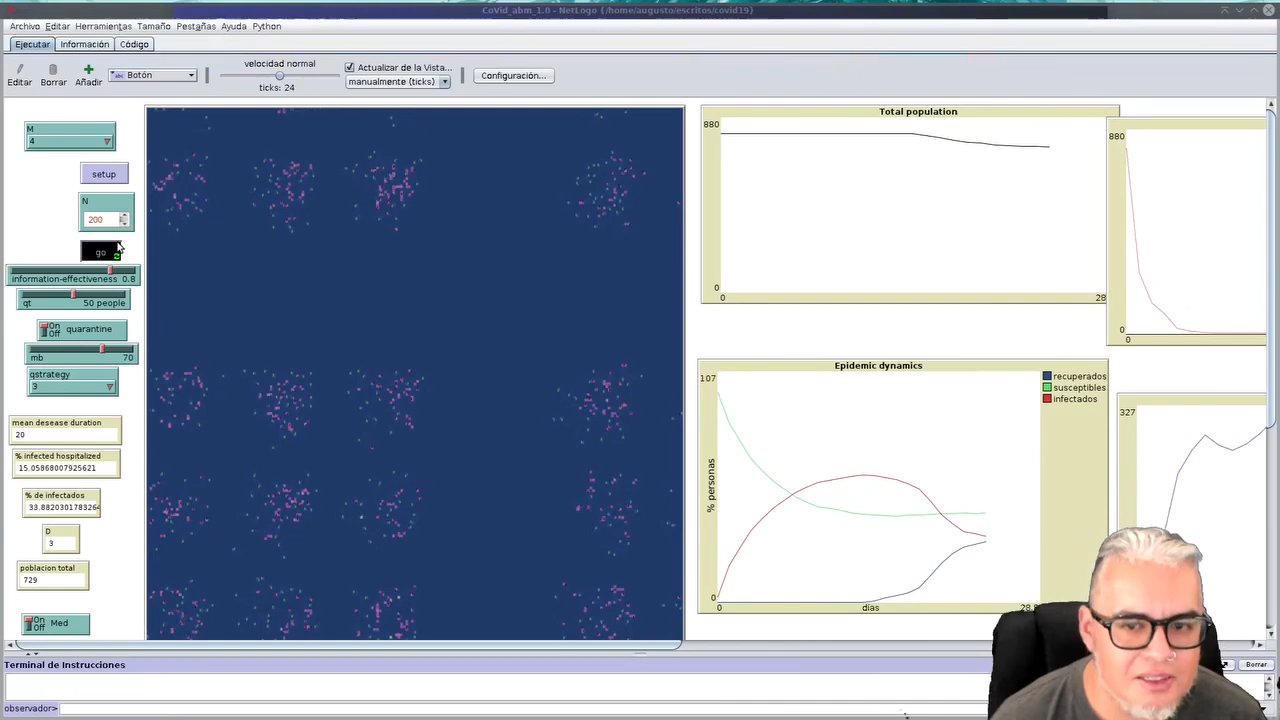 CoVid_abm_1.0 - NetLogo {/home/augusto/escritos/covid19}
Archivo Editar Herramientas Tamaño Pestañas Ayuda Python
Ejecutar Información Código
Editar Borrar Añadir
Botón
velocidad normal
ticks: 24
Actualizar de la Vista...
manualmente (ticks)
Configuración...
M
4
setup
N
200
go
information-effectiveness 0.8
qt 50 people
On
Off
quarantine
mb 70
qstrategy
3
mean desease duration
20
% infected hospitalized
15.05868007925621
% de infectados
D
3
poblacion total
729
On
Off
Med
Total population
880
0
0 28
880
0
0
Epidemic dynamics
107
% personas
0
0 días 28.8
recuperados
susceptibles
infectados
327
Terminal de Instrucciones
Borrar
observador>